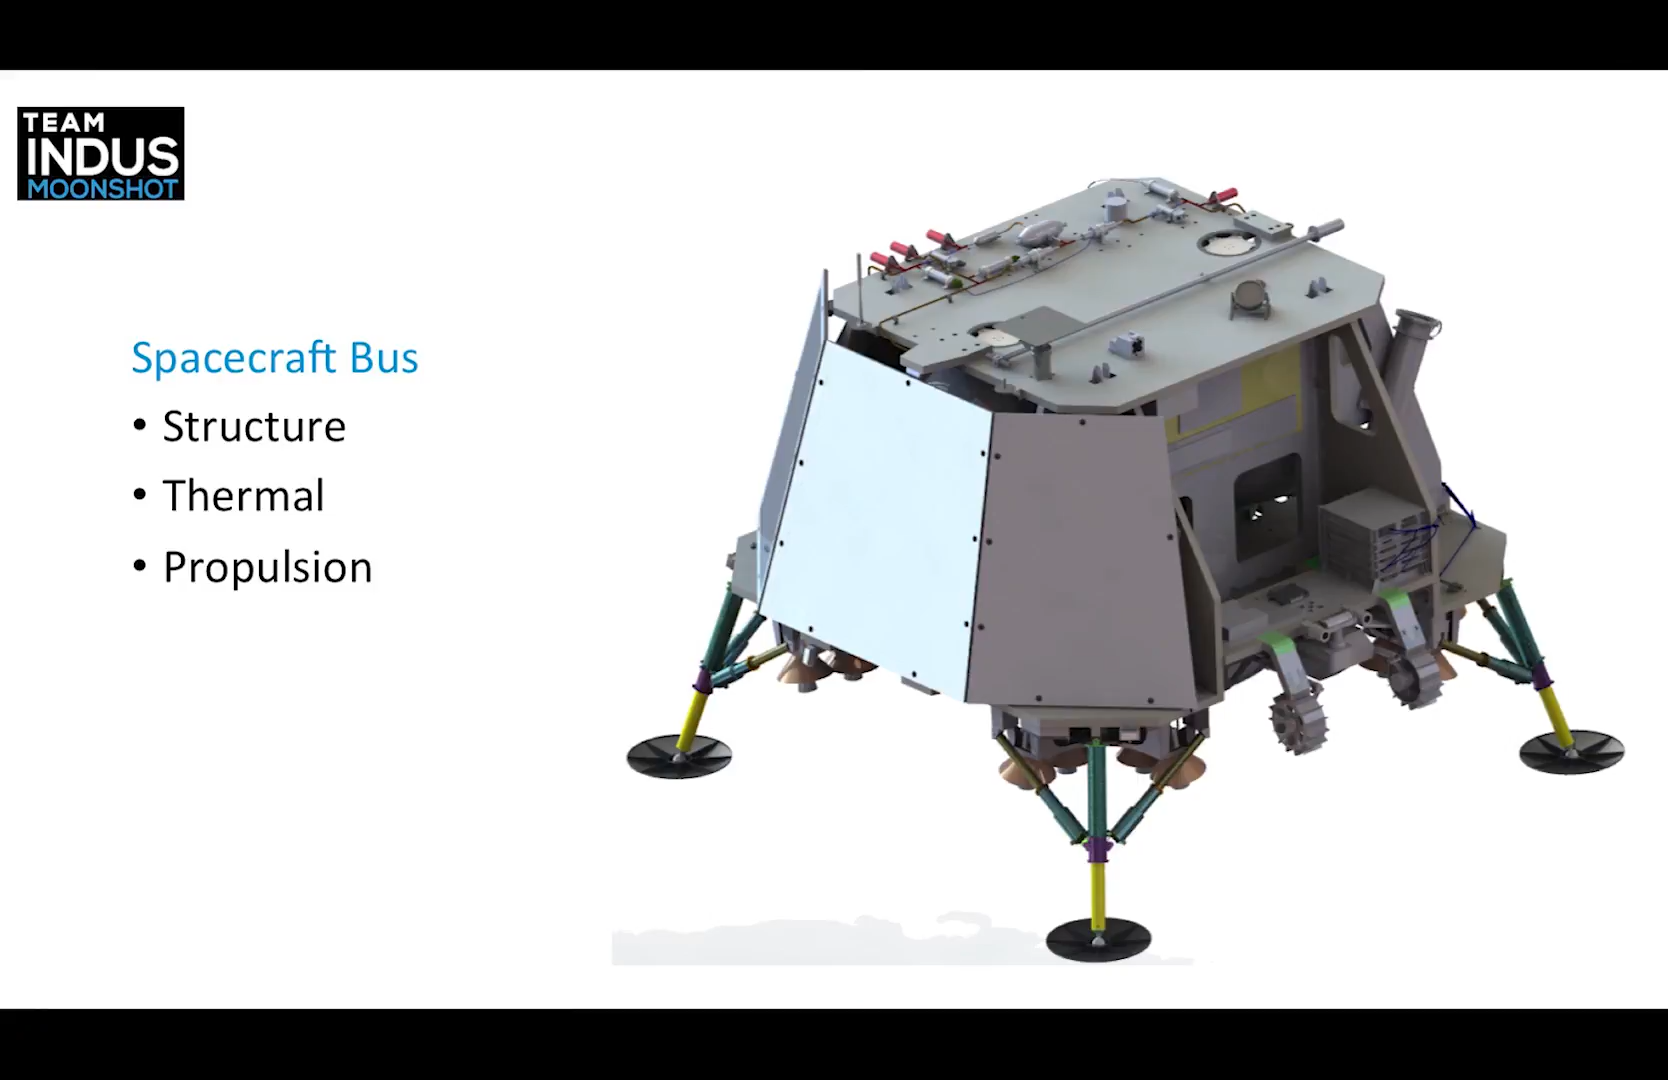 TEAM
INDUS
MOONSHOT
Spacecraft Bus
• Structure
• Thermal
• Propulsion